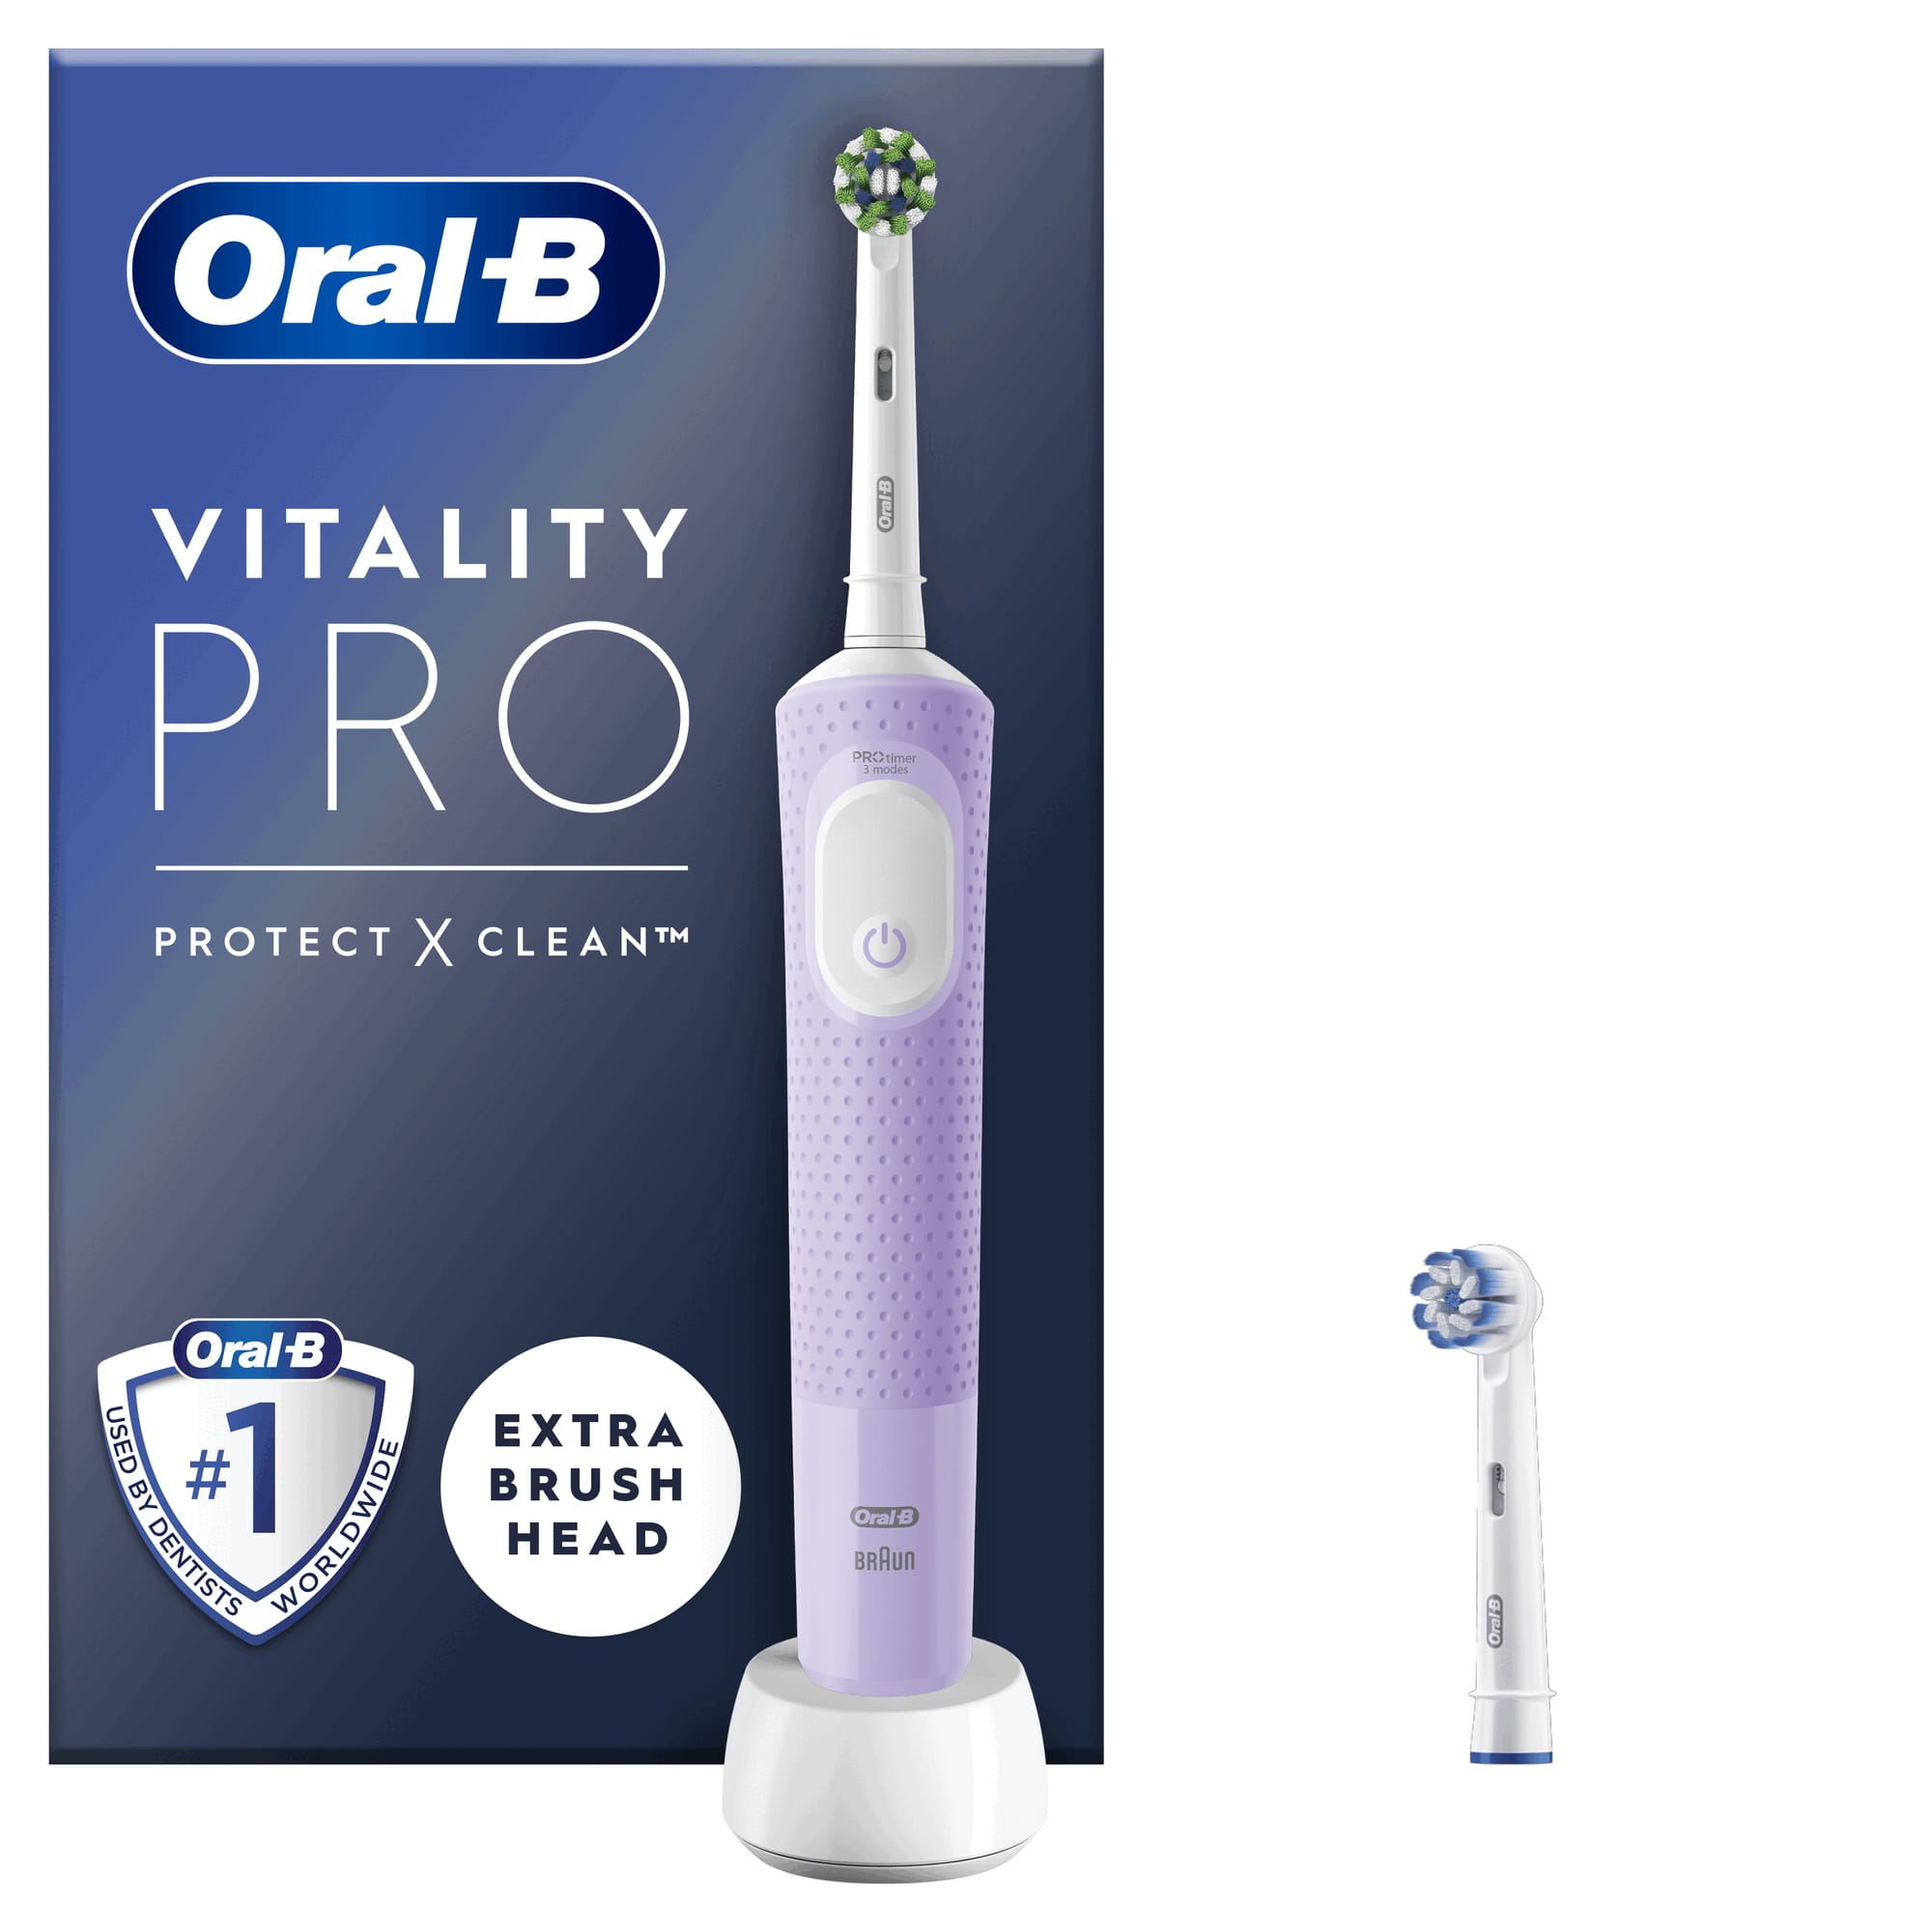 Oral-B
VITALITY
PRO
PROTECT X CLEAN™
Oral-B
#1
USED BY DENTISTS WORLDWIDE
EXTRA
BRUSH
HEAD
Oral-B
PRO timer
3 modes
Oral-B
BRAUN
Oral-B